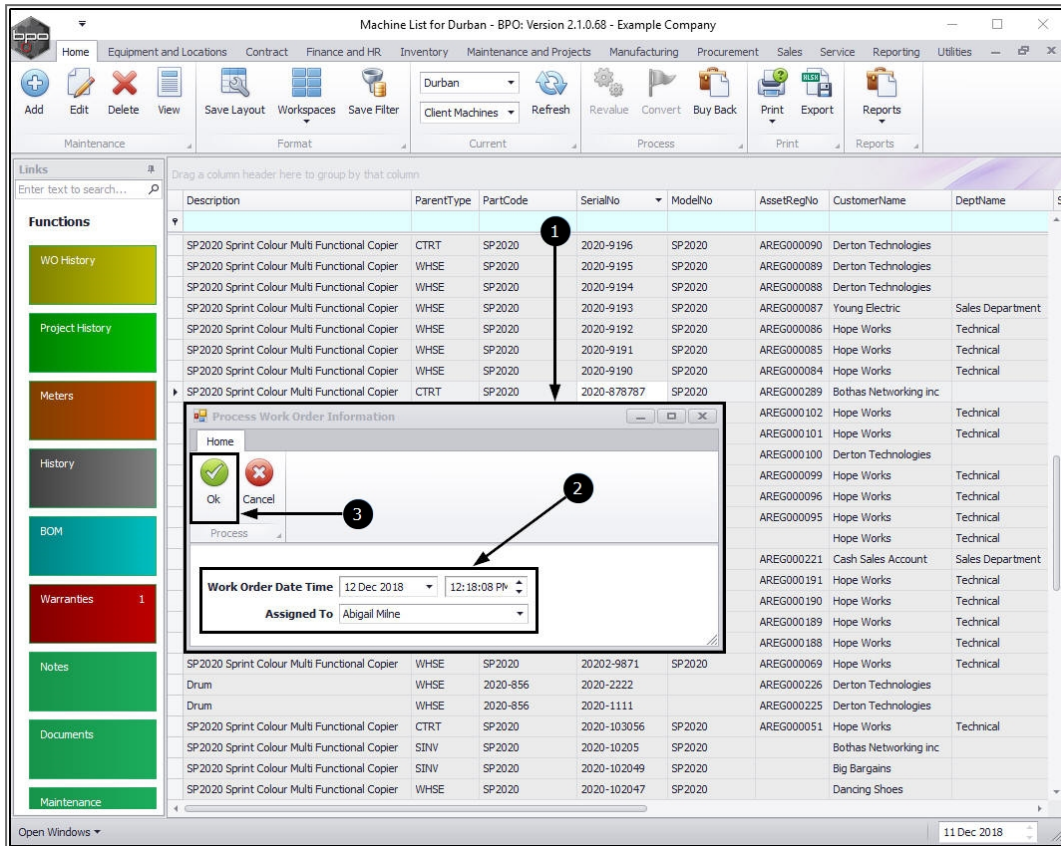 Machine List for Durban - BPO: Version 2.1.0.68 - Example Company
bpo
Home Equipment and Locations Contract Finance and HR Inventory Maintenance and Projects Manufacturing Procurement Sales Service Reporting Utilities
Durban
Client Machines
Add Edit Delete View Save Layout Workspaces Save Filter Refresh Revalue Convert Buy Back Print Export Reports
Maintenance Format Current Process Print Reports
Links
Drag a column header here to group by that column
Enter text to search...
Description ParentType PartCode SerialNo ModelNo AssetRegNo CustomerName DeptName S
Functions
1
SP2020 Sprint Colour Multi Functional Copier CTRT SP2020 2020-9196 SP2020 AREG000090 Derton Technologies
WO History
SP2020 Sprint Colour Multi Functional Copier WHSE SP2020 2020-9195 SP2020 AREG000089 Derton Technologies
SP2020 Sprint Colour Multi Functional Copier WHSE SP2020 2020-9194 SP2020 AREG000088 Derton Technologies
SP2020 Sprint Colour Multi Functional Copier WHSE SP2020 2020-9193 SP2020 AREG000087 Young Electric Sales Department
Project History
SP2020 Sprint Colour Multi Functional Copier WHSE SP2020 2020-9192 SP2020 AREG000086 Hope Works Technical
SP2020 Sprint Colour Multi Functional Copier WHSE SP2020 2020-9191 SP2020 AREG000085 Hope Works Technical
SP2020 Sprint Colour Multi Functional Copier WHSE SP2020 2020-9190 SP2020 AREG000084 Hope Works Technical
Meters
SP2020 Sprint Colour Multi Functional Copier CTRT SP2020 2020-878787 SP2020 AREG000289 Bothas Networking inc
Process Work Order Information
AREG000102 Hope Works Technical
Home
AREG000101 Hope Works Technical
AREG000100 Derton Technologies
History
AREG000099 Hope Works Technical
AREG000096 Hope Works Technical
Ok Cancel
2
3
AREG000095 Hope Works Technical
Process
Hope Works Technical
BOM
AREG000221 Cash Sales Account Sales Department
Work Order Date Time 12 Dec 2018 12:18:08 PM
AREG000191 Hope Works Technical
Warranties 1
AREG000190 Hope Works Technical
Assigned To Abigail Milne
AREG000189 Hope Works Technical
AREG000188 Hope Works Technical
Notes
SP2020 Sprint Colour Multi Functional Copier WHSE SP2020 20202-9871 SP2020 AREG000069 Hope Works Technical
Drum WHSE 2020-856 2020-2222 AREG000226 Derton Technologies
Drum WHSE 2020-856 2020-1111 AREG000225 Derton Technologies
Documents
SP2020 Sprint Colour Multi Functional Copier CTRT SP2020 2020-103056 SP2020 AREG000051 Hope Works Technical
SP2020 Sprint Colour Multi Functional Copier SINV SP2020 2020-10205 SP2020 Bothas Networking inc
SP2020 Sprint Colour Multi Functional Copier SINV SP2020 2020-102049 SP2020 Big Bargains
SP2020 Sprint Colour Multi Functional Copier WHSE SP2020 2020-102047 SP2020 Dancing Shoes
Maintenance
Open Windows
11 Dec 2018